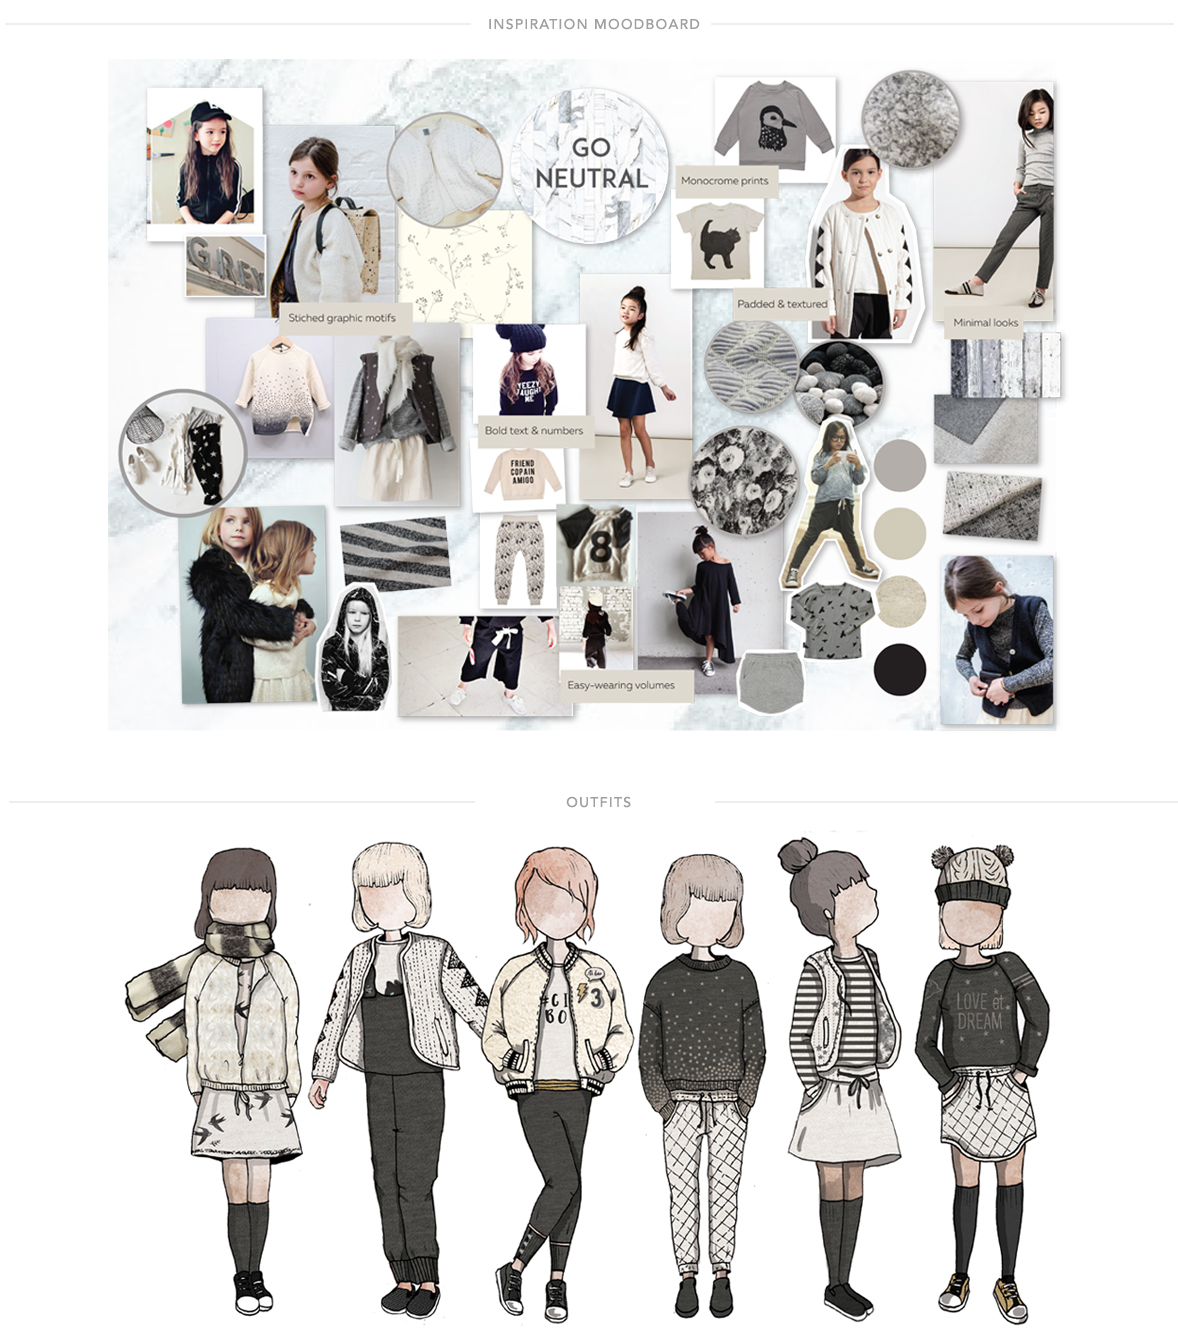 INSPIRATION MOODBOARD
GO
NEUTRAL
Monocrome prints
GREY
Padded & textured
Stiched graphic motifs
Minimal looks
YEEZY
TAUGHT
ME
Bold text & numbers
FRIEND
COPAIN
AMIGO
8
Easy-wearing volumes
OUTFITS
3
BO
LOVE et
DREAM